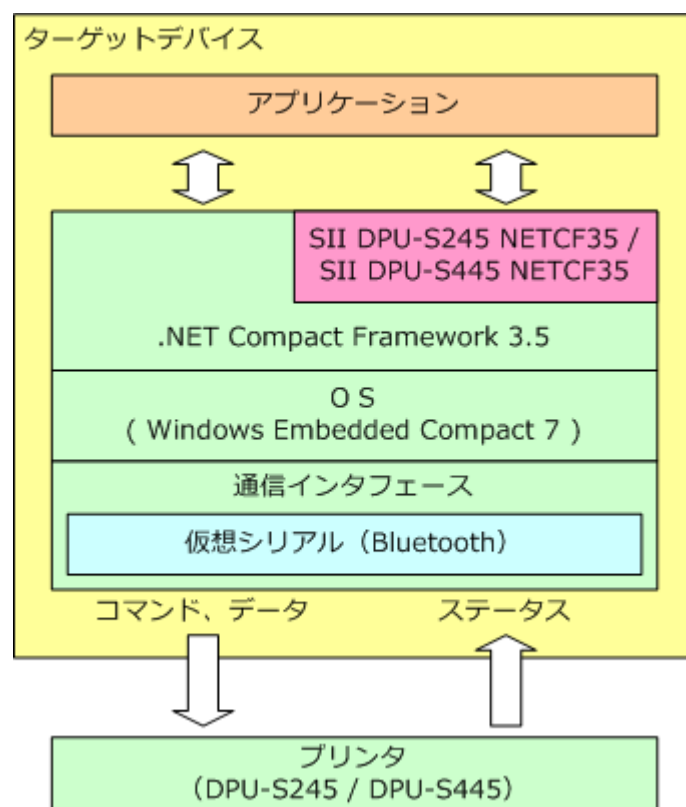 ターゲットデバイス
アプリケーション
SII DPU-S245 NETCF35 /
SII DPU-S445 NETCF35
.NET Compact Framework 3.5
O S
( Windows Embedded Compact 7 )
通信インタフェース
仮想シリアル（Bluetooth）
コマンド、データ
ステータス
プリンタ
（DPU-S245 / DPU-S445）